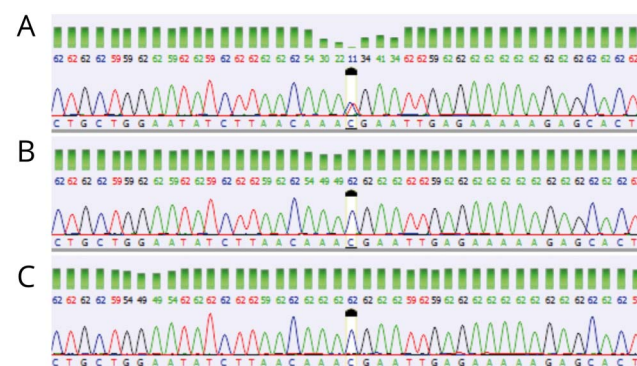 A
62 62 62 62 59 59 62 62 59 62 62 59 62 62 62 62 62 54 30 22 11 34 41 34 62 62 59 62 62 62 62 62 62 62 62 62 62 62 62
C T G C T G G A A T A T C T T A A C A A A C G A A T T G A G A A A A A G A G C A C T
B
62 62 62 62 59 59 62 62 59 62 62 59 62 62 62 59 62 62 54 49 49 62 62 62 62 62 62 59 62 62 62 62 62 62 62 62 62 62 62 62
C T G C T G G A A T A T C T T A A C A A A C G A A T T G A G A A A A A G A G C A C T
C
62 62 62 62 59 54 49 49 54 62 62 62 62 62 62 59 62 62 62 62 62 62 62 62 59 62 59 62 62 62 62 62 62 62 62 62 62 62 62
C T G C T G G A A T A T C T T A A C A A A C G A A T T G A G A A A A A G A G C A C T